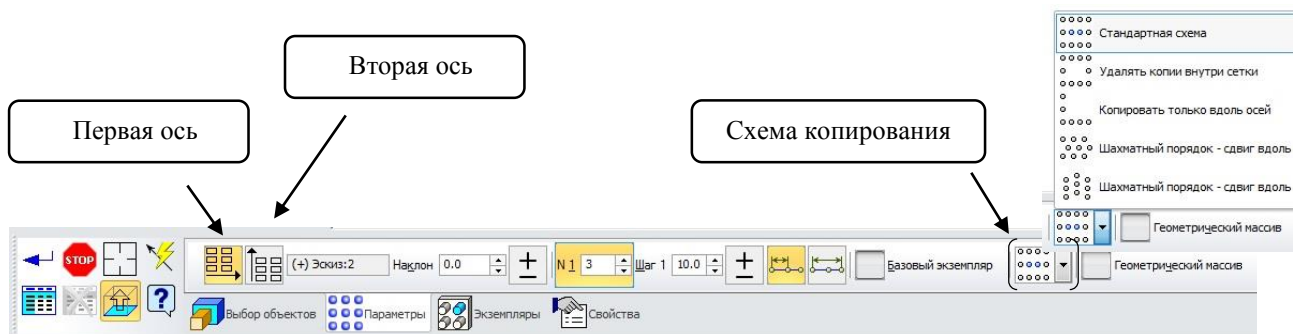 Вторая ось
Первая ось
Схема копирования
Стандартная схема
Удалять копии внутри сетки
Копировать только вдоль осей
Шахматный порядок - сдвиг вдоль
Шахматный порядок - сдвиг вдоль
Геометрический массив
STOP (+) Эскиз:2 Наклон 0.0 N 1 3 Шаг 1 10.0 Базовый экземпляр Геометрический массив
Выбор объектов Параметры Экземпляры Свойства